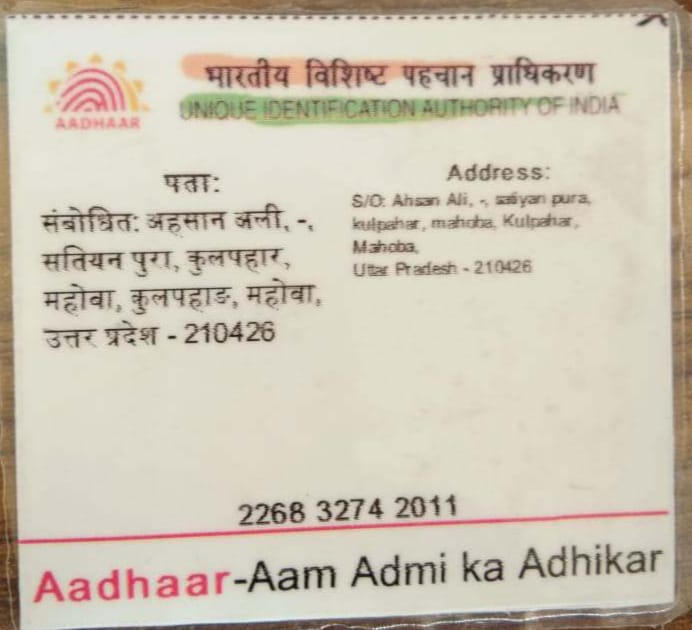 AADHAAR
भारतीय विशिष्ट पहचान प्राधिकरण
UNIQUE IDENTIFICATION AUTHORITY OF INDIA
पता:
संबोधित: अहसान अली, -,
सतियन पुरा, कुलपहार,
महोवा, कुलपहाङ, महोवा,
उत्तर प्रदेश - 210426
Address:
S/O: Ahsan Ali, -, satiyan pura,
kulpahar, mahoba, Kulpahar,
Mahoba,
Uttar Pradesh - 210426
2268 3274 2011
Aadhaar-Aam Admi ka Adhikar